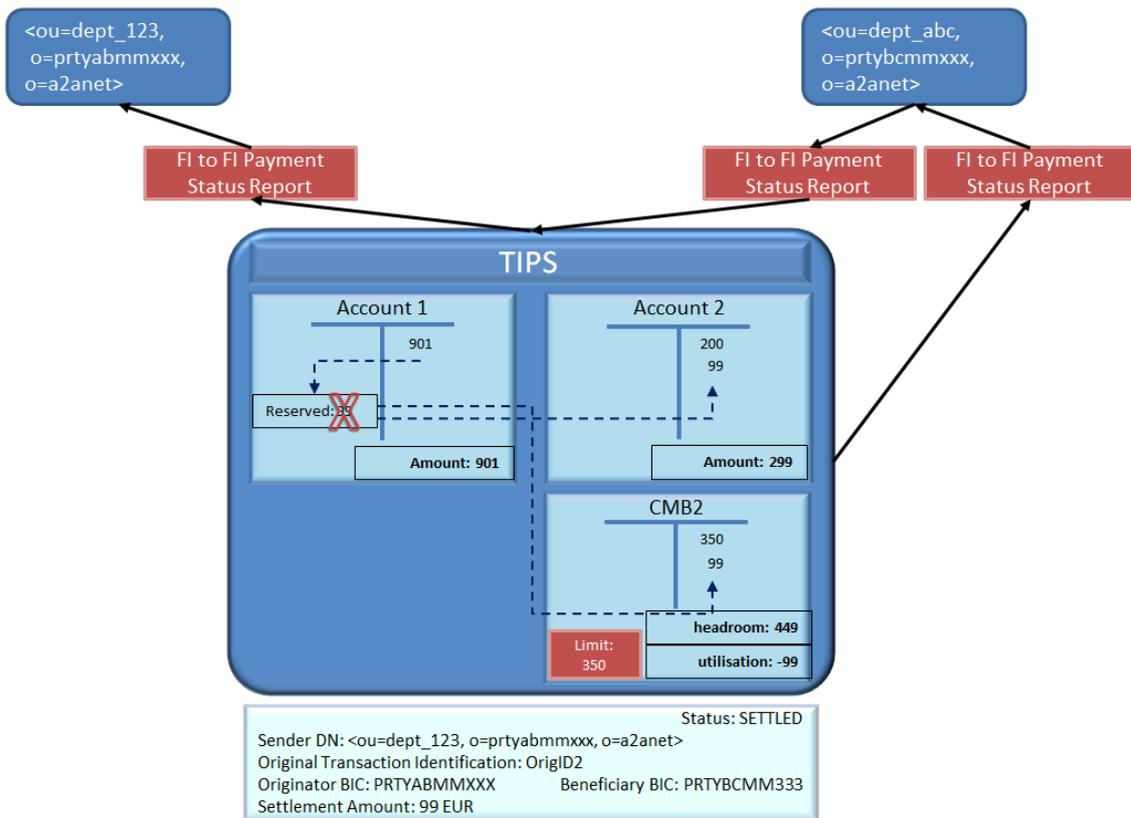 <ou=dept_123,
o=prtyabmmxxx,
o=a2anet>
<ou=dept_abc,
o=prtybcmmxxx,
o=a2anet>
FI to FI Payment
Status Report
FI to FI Payment
Status Report
FI to FI Payment
Status Report
TIPS
Account 1
901
Reserved: 99
Amount: 901
Account 2
200
99
Amount: 299
CMB2
350
99
headroom: 449
Limit:
350
utilisation: -99
Status: SETTLED
Sender DN: <ou=dept_123, o=prtyabmmxxx, o=a2anet>
Original Transaction Identification: OrigID2
Originator BIC: PRTYABMMXXX Beneficiary BIC: PRTYBCMM333
Settlement Amount: 99 EUR